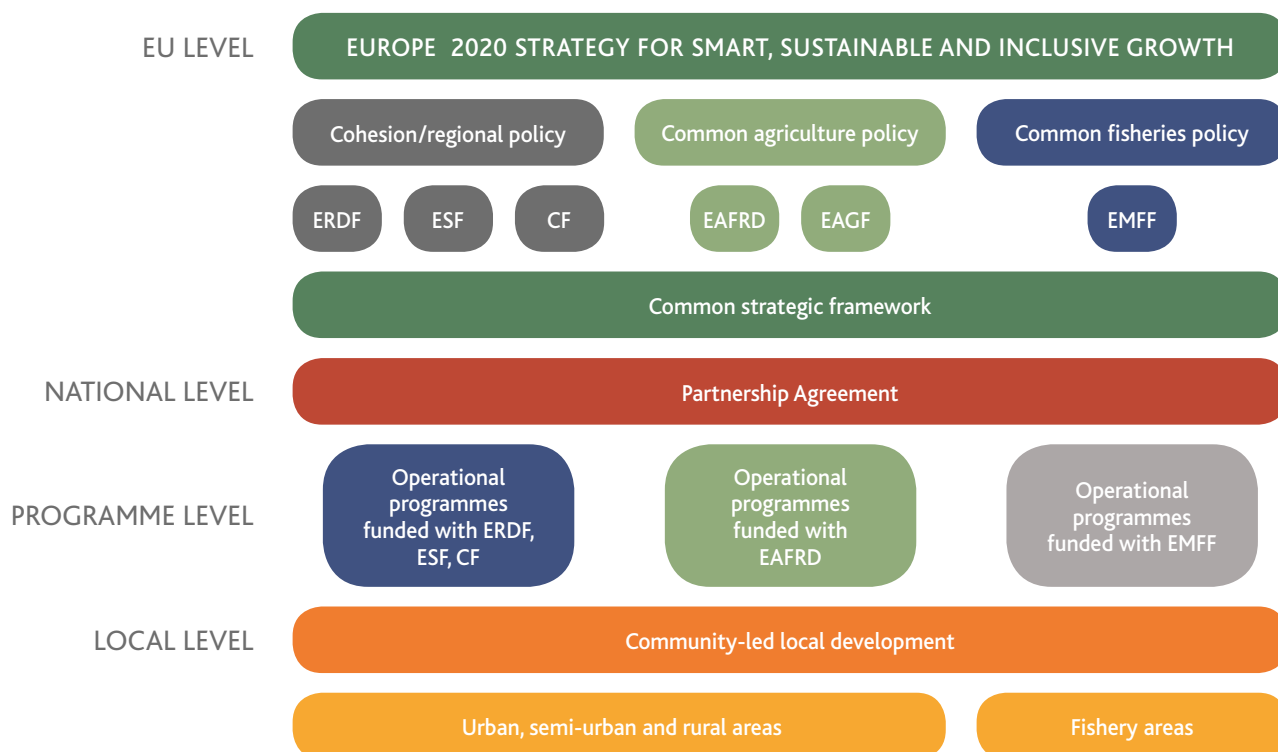 EU LEVEL
EUROPE 2020 STRATEGY FOR SMART, SUSTAINABLE AND INCLUSIVE GROWTH
Cohesion/regional policy
Common agriculture policy
Common fisheries policy
ERDF
ESF
CF
EAFRD
EAGF
EMFF
Common strategic framework
NATIONAL LEVEL
Partnership Agreement
PROGRAMME LEVEL
Operational
programmes
funded with ERDF,
ESF, CF
Operational
programmes
funded with
EAFRD
Operational
programmes
funded with EMFF
LOCAL LEVEL
Community-led local development
Urban, semi-urban and rural areas
Fishery areas